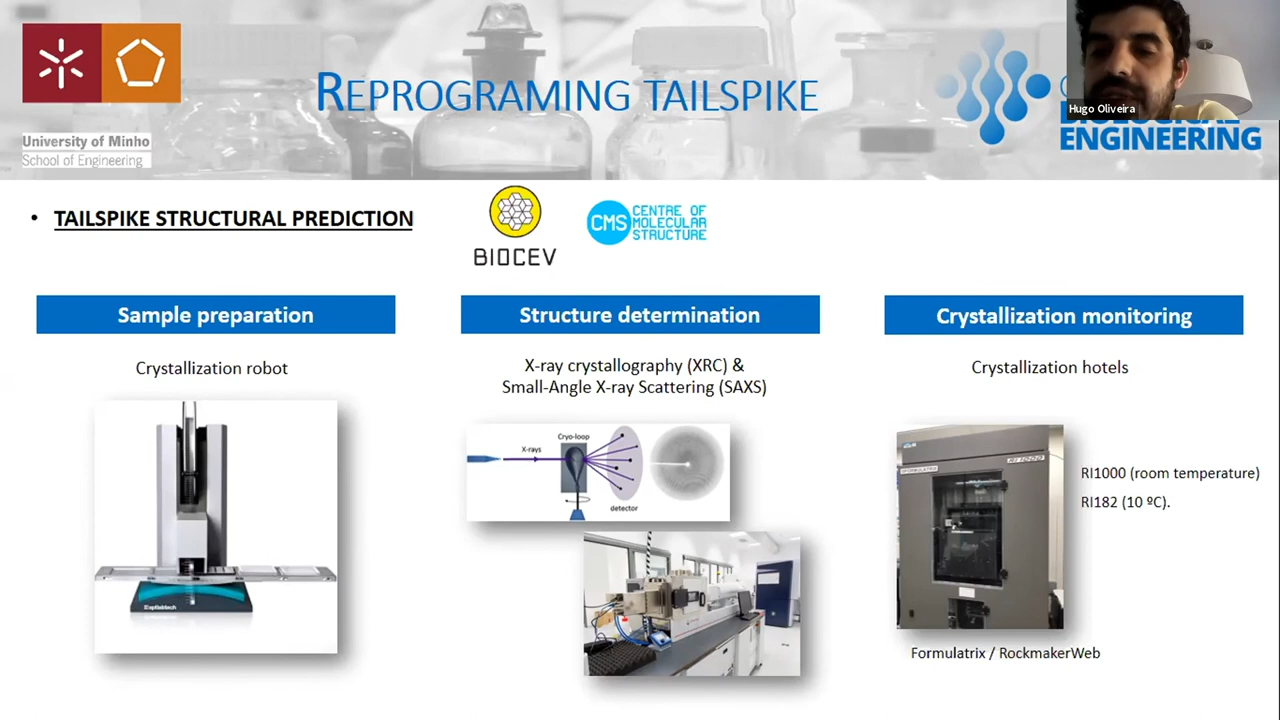 REPROGRAMING TAILSPIKE
University of Minho
School of Engineering
Hugo Oliveira
BIOLOGICAL
ENGINEERING
• TAILSPIKE STRUCTURAL PREDICTION
BIOCEV
CMS
CENTRE OF
MOLECULAR
STRUCTURE
Sample preparation
Crystallization robot
Structure determination
X-ray crystallography (XRC) &
Small-Angle X-ray Scattering (SAXS)
X-rays
Cryo-loop
detector
Crystallization monitoring
Crystallization hotels
RI1000
RI1000 (room temperature)
RI182 (10 ºC).
Formulatrix / RockmakerWeb